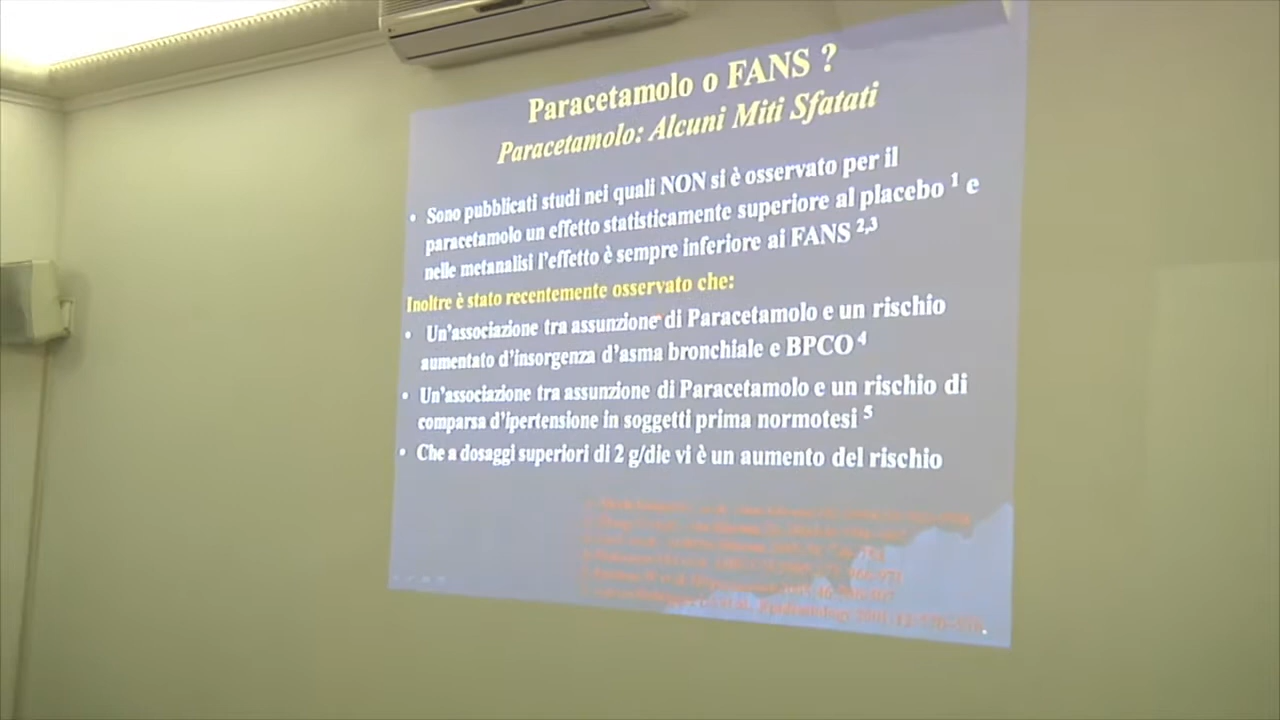 Paracetamolo o FANS ?
Paracetamolo: Alcuni Miti Sfatati
• Sono pubblicati studi nei quali NON si è osservato per il
paracetamolo un effetto statisticamente superiore al placebo 1 e
nelle metanalisi l'effetto è sempre inferiore ai FANS 2,3
Inoltre è stato recentemente osservato che:
• Un'associazione tra assunzione di Paracetamolo e un rischio
aumentato d'insorgenza d'asma bronchiale e BPCO 4
• Un'associazione tra assunzione di Paracetamolo e un rischio di
comparsa d'ipertensione in soggetti prima normotesi 5
• Che a dosaggi superiori di 2 g/die vi è un aumento del rischio